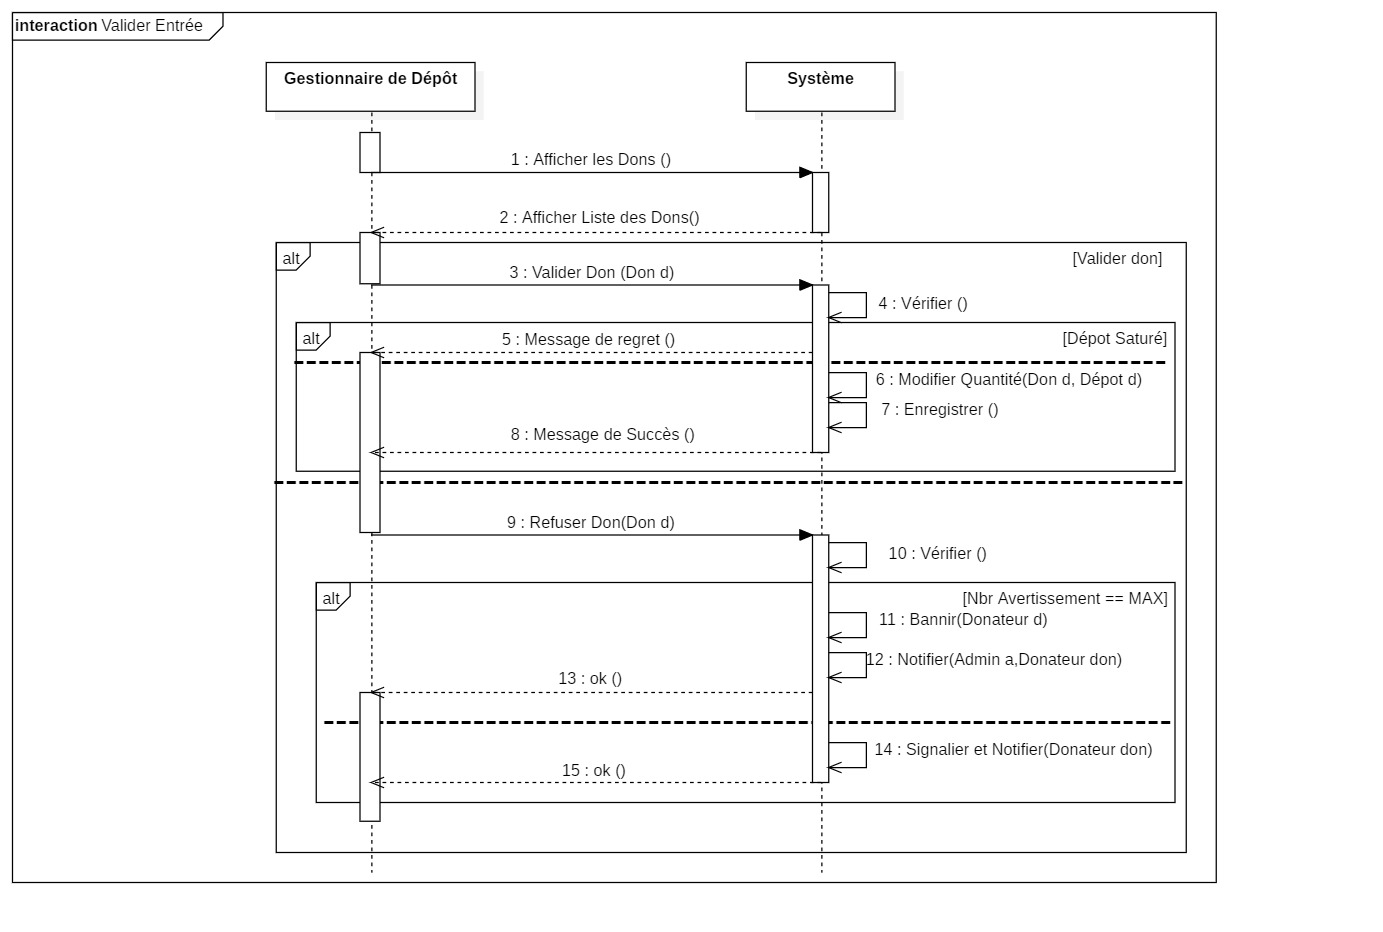 interaction Valider Entrée
Gestionnaire de Dépôt
Système
1 : Afficher les Dons ()
2 : Afficher Liste des Dons()
alt
[Valider don]
3 : Valider Don (Don d)
4 : Vérifier ()
alt
[Dépot Saturé]
5 : Message de regret ()
6 : Modifier Quantité(Don d, Dépot d)
7 : Enregistrer ()
8 : Message de Succès ()
9 : Refuser Don(Don d)
10 : Vérifier ()
alt
[Nbr Avertissement == MAX]
11 : Bannir(Donateur d)
12 : Notifier(Admin a,Donateur don)
13 : ok ()
14 : Signalier et Notifier(Donateur don)
15 : ok ()